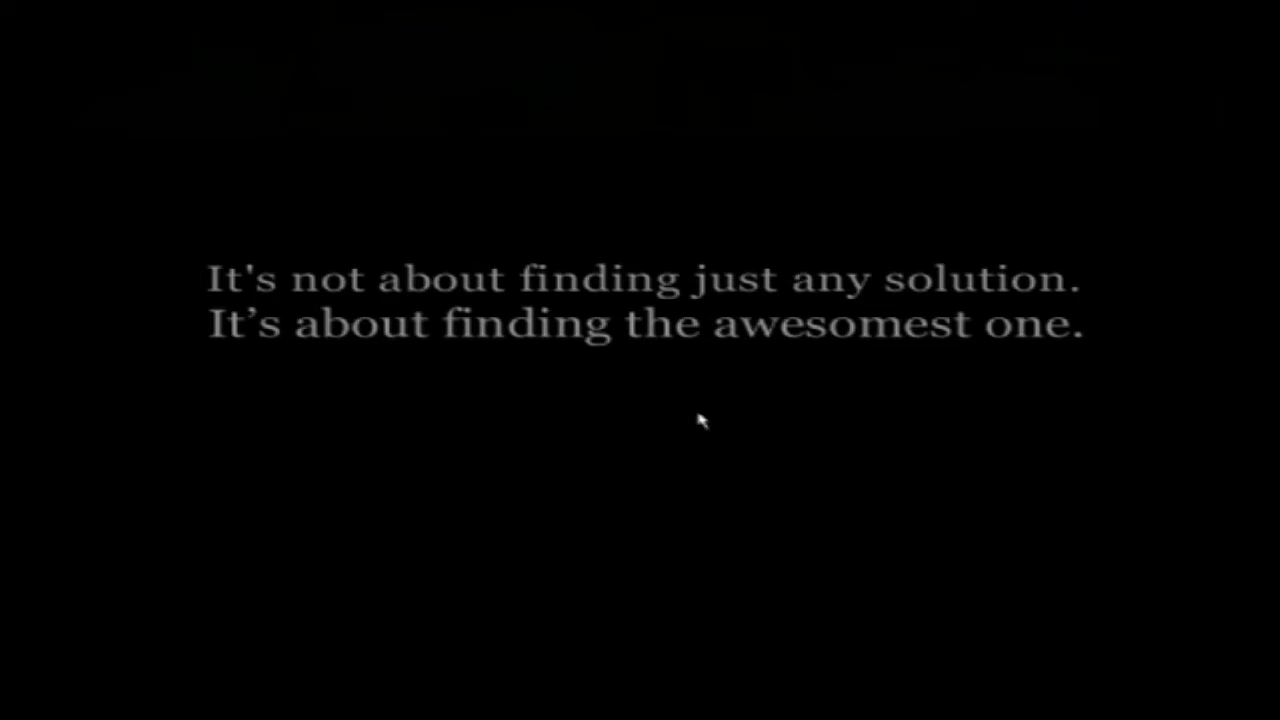 It's not about finding just any solution.
It’s about finding the awesomest one.